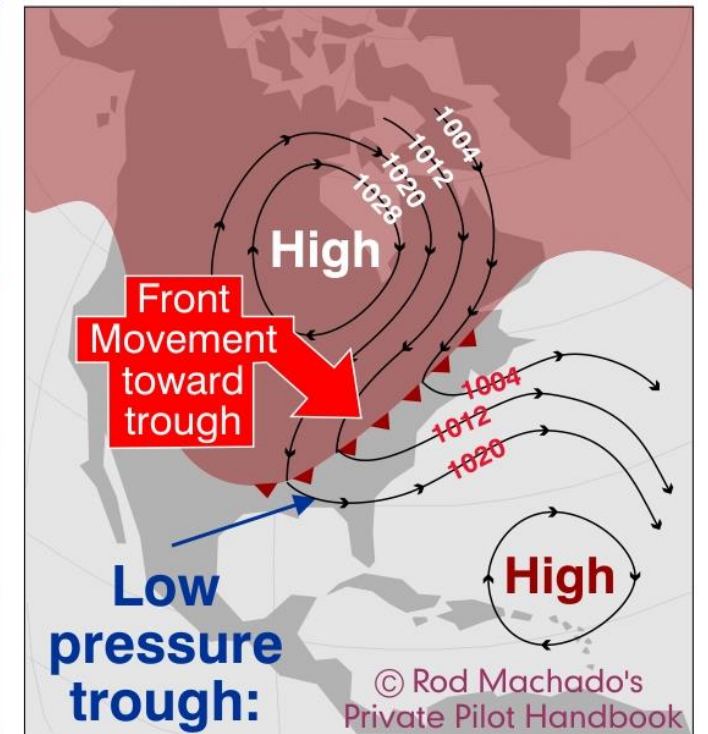 1004
1012
1020
1028
High
Front
Movement
toward
trough
1004
1012
1020
High
Low
pressure
trough:
© Rod Machado's
Private Pilot Handbook